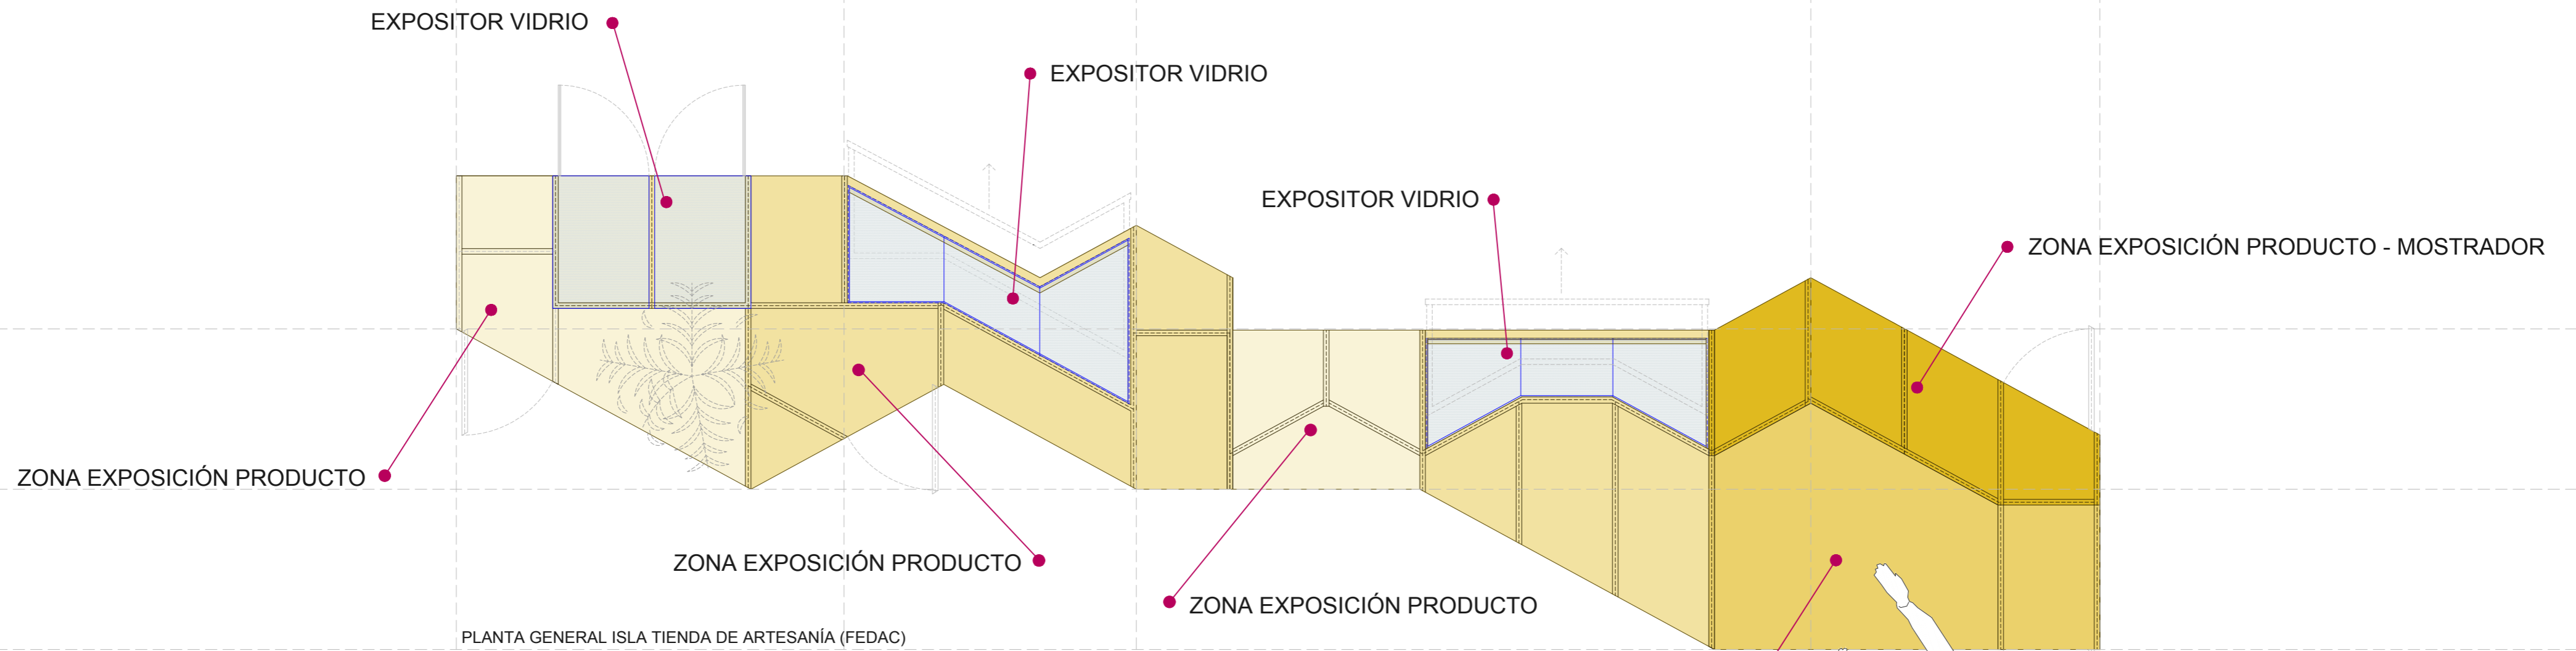 EXPOSITOR VIDRIO
EXPOSITOR VIDRIO
EXPOSITOR VIDRIO
ZONA EXPOSICIÓN PRODUCTO - MOSTRADOR
ZONA EXPOSICIÓN PRODUCTO
ZONA EXPOSICIÓN PRODUCTO
ZONA EXPOSICIÓN PRODUCTO
PLANTA GENERAL ISLA TIENDA DE ARTESANÍA (FEDAC)